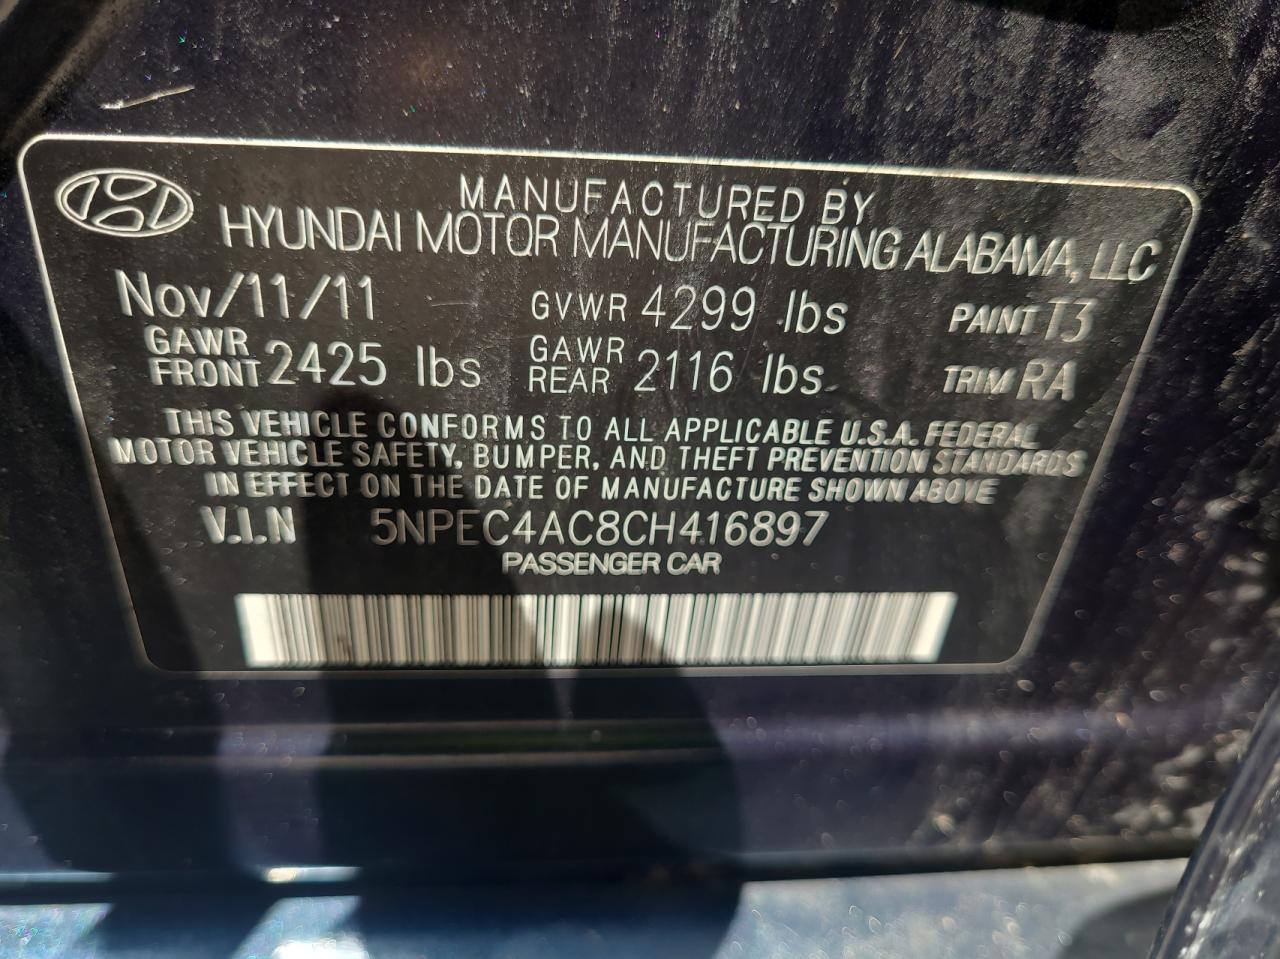 MANUFACTURED BY
HYUNDAI MOTOR MANUFACTURING ALABAMA, LLC
Nov/11/11 GVWR 4299 lbs PAINT T3
GAWR FRONT 2425 lbs GAWR REAR 2116 lbs TRIM RA
THIS VEHICLE CONFORMS TO ALL APPLICABLE U.S.A. FEDERAL
MOTOR VEHICLE SAFETY, BUMPER, AND THEFT PREVENTION STANDARDS
IN EFFECT ON THE DATE OF MANUFACTURE SHOWN ABOVE
V.I.N 5NPEC4AC8CH416897
PASSENGER CAR